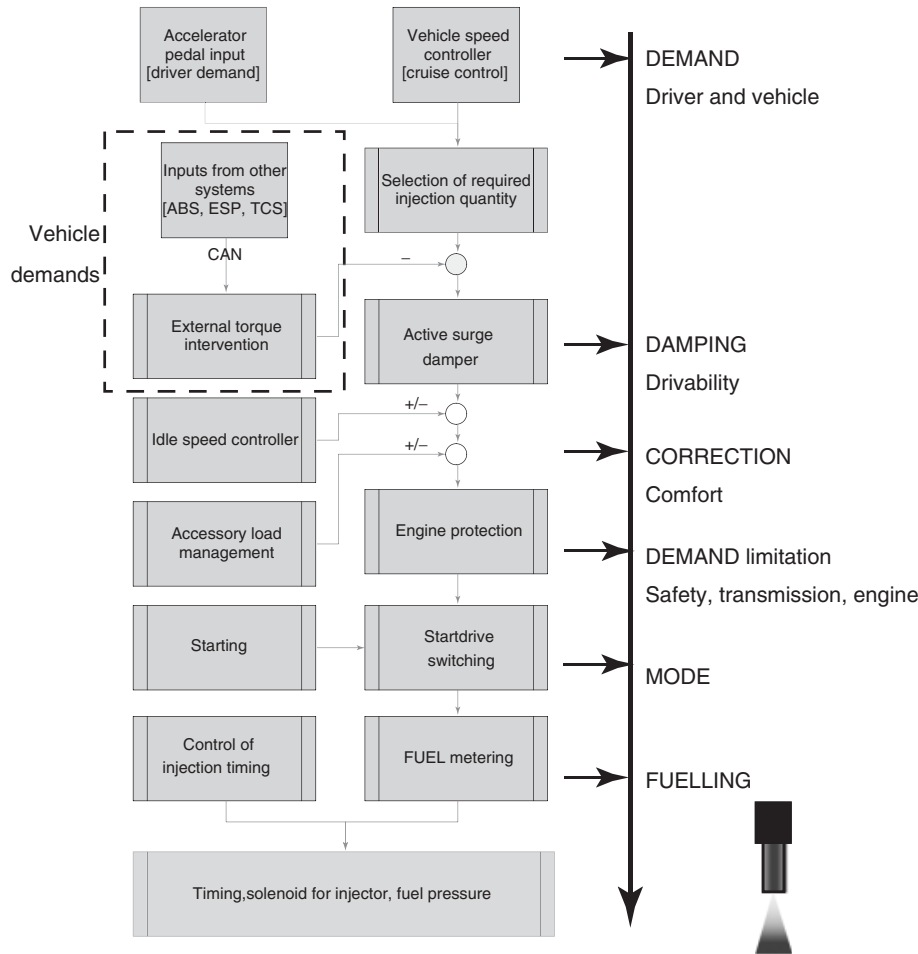 Accelerator
pedal input
[driver demand]
Vehicle speed
controller
[cruise control]
DEMAND
Driver and vehicle
Vehicle
demands
Inputs from other
systems
[ABS, ESP, TCS]
CAN
Selection of required
injection quantity
–
External torque
intervention
Active surge
damper
DAMPING
Drivability
+/–
Idle speed controller
+/–
CORRECTION
Comfort
Accessory load
management
Engine protection
DEMAND limitation
Safety, transmission, engine
Starting
Startdrive
switching
MODE
Control of
injection timing
FUEL metering
FUELLING
Timing,solenoid for injector, fuel pressure